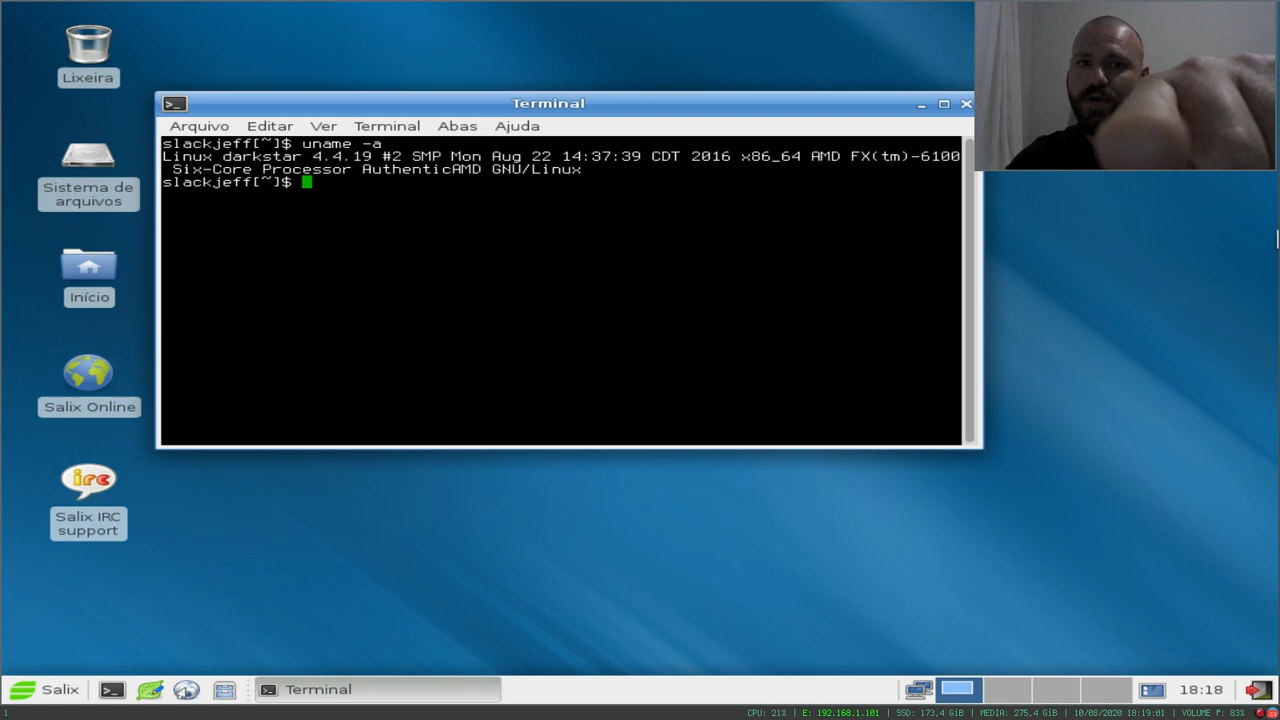 Lixeira
Sistema de
arquivos
Início
Salix Online
irc
Salix IRC
support
Terminal
Arquivo Editar Ver Terminal Abas Ajuda
slackjeff[~]$ uname -a
Linux darkstar 4.4.19 #2 SMP Mon Aug 22 14:37:39 CDT 2016 x86_64 AMD FX(tm)-6100
Six-Core Processor AuthenticAMD GNU/Linux
slackjeff[~]$
Salix Terminal 18:18
1 CPU: 21% | E: 192.168.1.101 | SSD: 173,4 GiB | MEDIA: 275,4 GiB | 10/08/2020 18:19:01 | VOLUME P: 83%